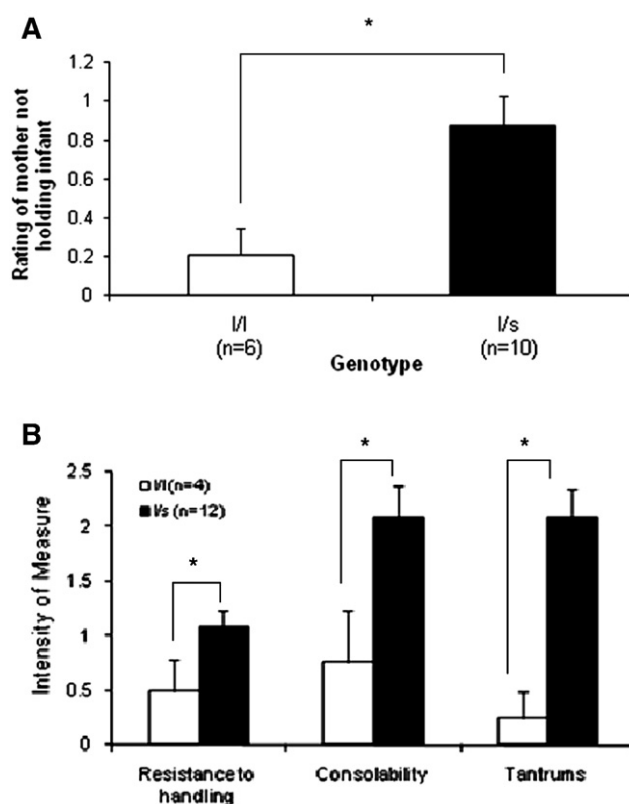 A
*
Rating of mother not
holding infant
1.2
1
0.8
0.6
0.4
0.2
0
l/l
(n=6)
l/s
(n=10)
Genotype
B
*
*
*
Intensity of Measure
2.5
2
1.5
1
0.5
0
l/l (n=4)
l/s (n=12)
Resistance to
handling
Consolability
Tantrums